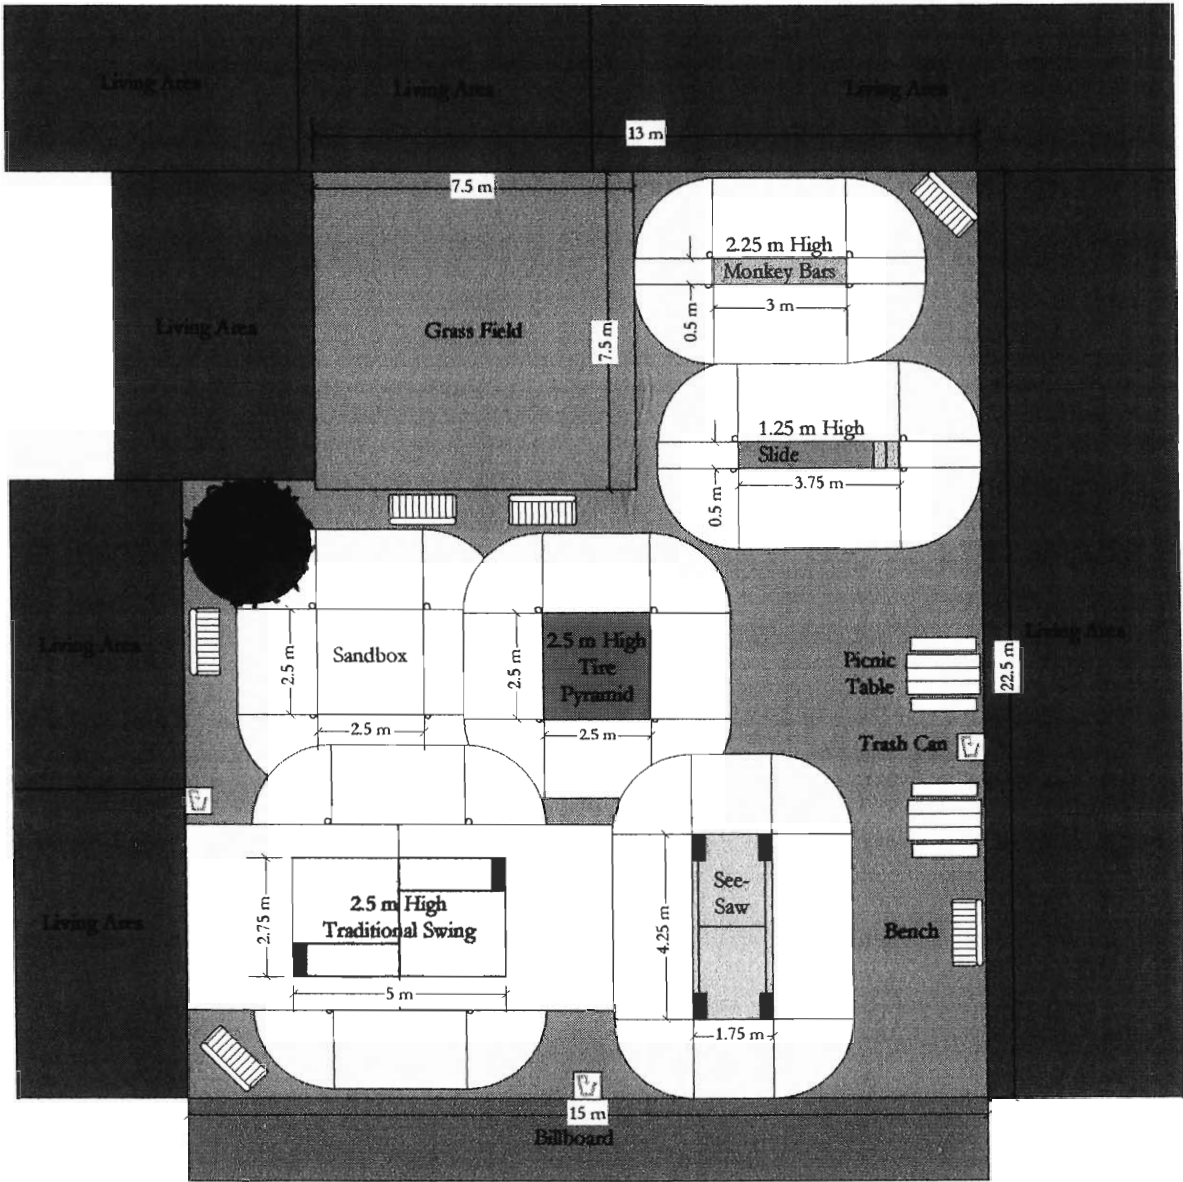 Living Area
Living Area
Living Area
13 m
7.5 m
2.25 m High
Monkey Bars
Living Area
Grass Field
7.5 m
0.5 m
3 m
1.25 m High
Slide
0.5 m
3.75 m
Living Area
Sandbox
2.5 m
2.5 m
2.5 m
2.5 m High
Tire
Pyramid
2.5 m
Picnic
Table
22.5 m
Living Area
Trash Can
Living Area
2.75 m
2.5 m High
Traditional Swing
5 m
4.25 m
See-
Saw
1.75 m
Bench
15 m
Billboard